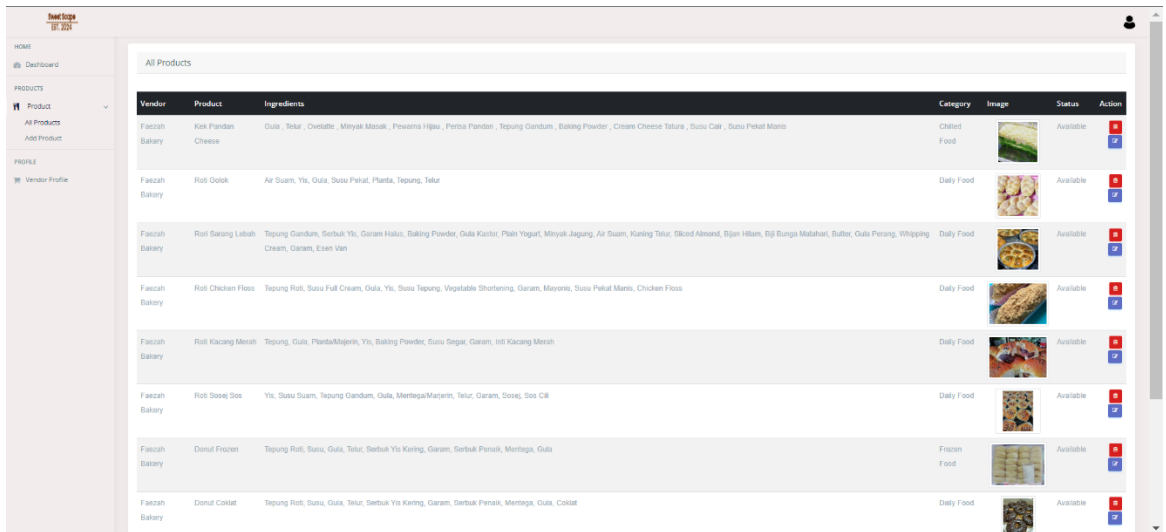 Sweet Scope
EST. 2024
HOME
Dashboard
PRODUCTS
Product
All Products
Add Product
PROFILE
Vendor Profile
All Products
Vendor Product Ingredients Category Image Status Action
Faezah Kek Pandan Gula , Telur , Ovelatte , Minyak Masak , Pewarna Hijau , Perisa Pandan , Tepung Gandum , Baking Powder , Cream Cheese Tatura , Susu Cair , Susu Pekat Manis Chilled Available
Bakery Cheese Food
Faezah Roti Golok Air Suam, Yis, Gula, Susu Pekat, Planta, Tepung, Telur Daily Food Available
Bakery
Faezah Rori Sarang Lebah Tepung Gandum, Serbuk Yis, Garam Halus, Baking Powder, Gula Kastor, Plain Yogurt, Minyak Jagung, Air Suam, Kuning Telur, Sliced Almond, Bijan Hitam, Biji Bunga Matahari, Butter, Gula Perang, Whipping Daily Food Available
Bakery Cream, Garam, Esen Van
Faezah Roti Chicken Floss Tepung Roti, Susu Full Cream, Gula, Yis, Susu Tepung, Vegetable Shortening, Garam, Mayonis, Susu Pekat Manis, Chicken Floss Daily Food Available
Bakery
Faezah Roti Kacang Merah Tepung, Gula, Planta/Majerin, Yis, Baking Powder, Susu Segar, Garam, Inti Kacang Merah Daily Food Available
Bakery
Faezah Roti Sosej Sos Yis, Susu Suam, Tepung Gandum, Gula, Mentega/Marjerin, Telur, Garam, Sosej, Sos Cili Daily Food Available
Bakery
Faezah Donut Frozen Tepung Roti, Susu, Gula, Telur, Serbuk Yis Kering, Garam, Serbuk Penaik, Mentega, Gula Frozen Available
Bakery Food
Faezah Donut Coklat Tepung Roti, Susu, Gula, Telur, Serbuk Yis Kering, Garam, Serbuk Penaik, Mentega, Gula, Coklat Daily Food Available
Bakery